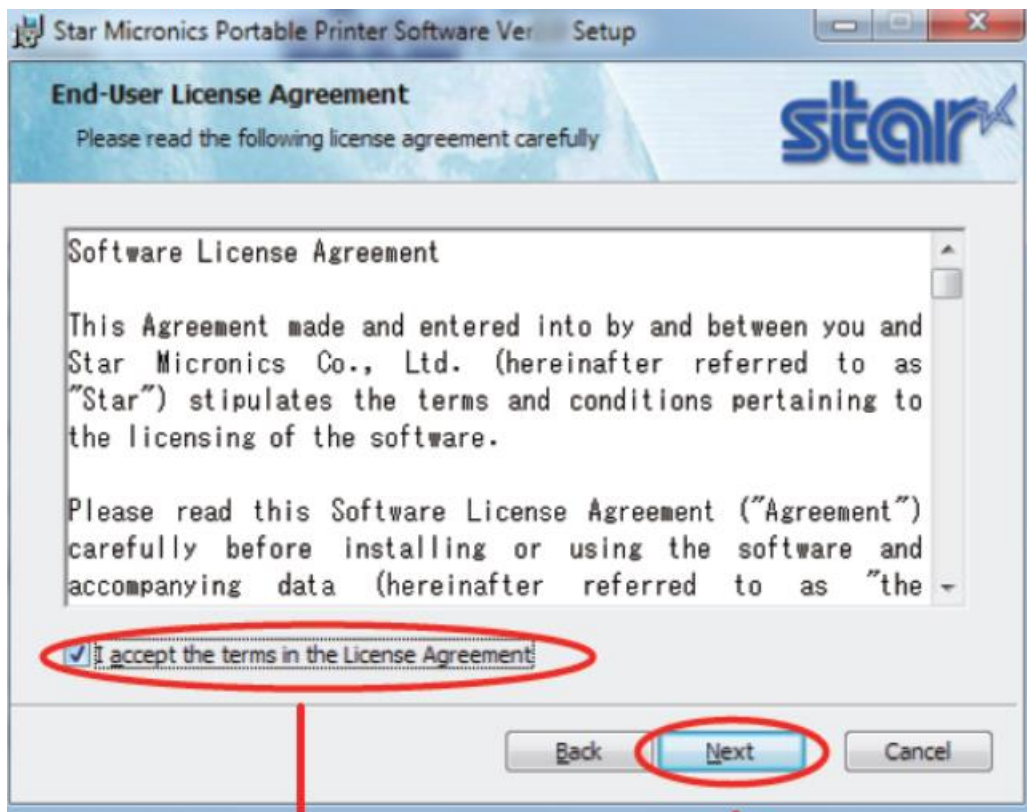 Star Micronics Portable Printer Software Ver Setup
End-User License Agreement
Please read the following license agreement carefully
star
Software License Agreement
This Agreement made and entered into by and between you and
Star Micronics Co., Ltd. (hereinafter referred to as
"Star") stipulates the terms and conditions pertaining to
the licensing of the software.
Please read this Software License Agreement ("Agreement")
carefully before installing or using the software and
accompanying data (hereinafter referred to as "the
I accept the terms in the License Agreement
Back Next Cancel